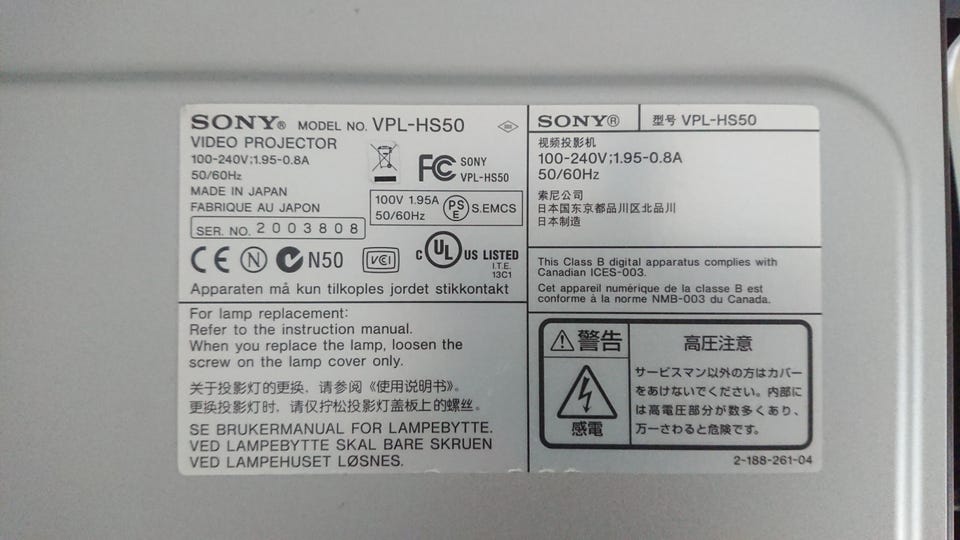 SONY® MODEL NO. VPL-HS50
VIDEO PROJECTOR
100-240V;1.95-0.8A
50/60Hz
MADE IN JAPAN
FABRIQUE AU JAPON
SER. NO. 2003808
FC SONY
VPL-HS50
100V 1.95A
50/60Hz
PSE S.EMCS
CE N N50 VCI C UL US LISTED
I.T.E.
13C1
Apparaten må kun tilkoples jordet stikkontakt
For lamp replacement:
Refer to the instruction manual.
When you replace the lamp, loosen the
screw on the lamp cover only.
关于投影灯的更换，请参阅《使用说明书》。
更换投影灯时，请仅拧松投影灯盖板上的螺丝。
SE BRUKERMANUAL FOR LAMPEBYTTE.
VED LAMPEBYTTE SKAL BARE SKRUEN
VED LAMPEHUSET LØSNES.
SONY® 型号 VPL-HS50
视频投影机
100-240V;1.95-0.8A
50/60Hz
索尼公司
日本国东京都品川区北品川
日本制造
This Class B digital apparatus complies with
Canadian ICES-003.
Cet appareil numérique de la classe B est
conforme à la norme NMB-003 du Canada.
警告
感電
高圧注意
サービスマン以外の方はカバー
をあけないでください。内部に
は高電圧部分が数多くあり、
万一さわると危険です。
2-188-261-04